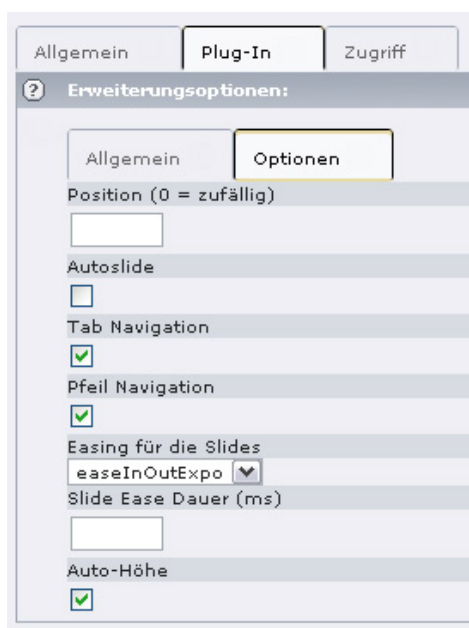 Allgemein Plug-In Zugriff
? Erweiterungsoptionen:
Allgemein Optionen
Position (0 = zufällig)
Autoslide
Tab Navigation
Pfeil Navigation
Easing für die Slides
easeInOutExpo
Slide Ease Dauer (ms)
Auto-Höhe